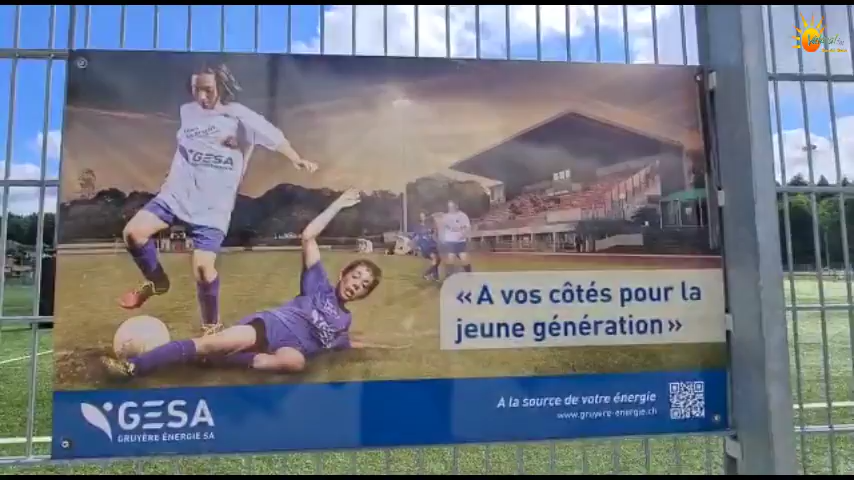 GESA
« A vos côtés pour la
jeune génération »
GESA
GRUYÈRE ÉNERGIE SA
A la source de votre énergie
www.gruyere-energie.ch